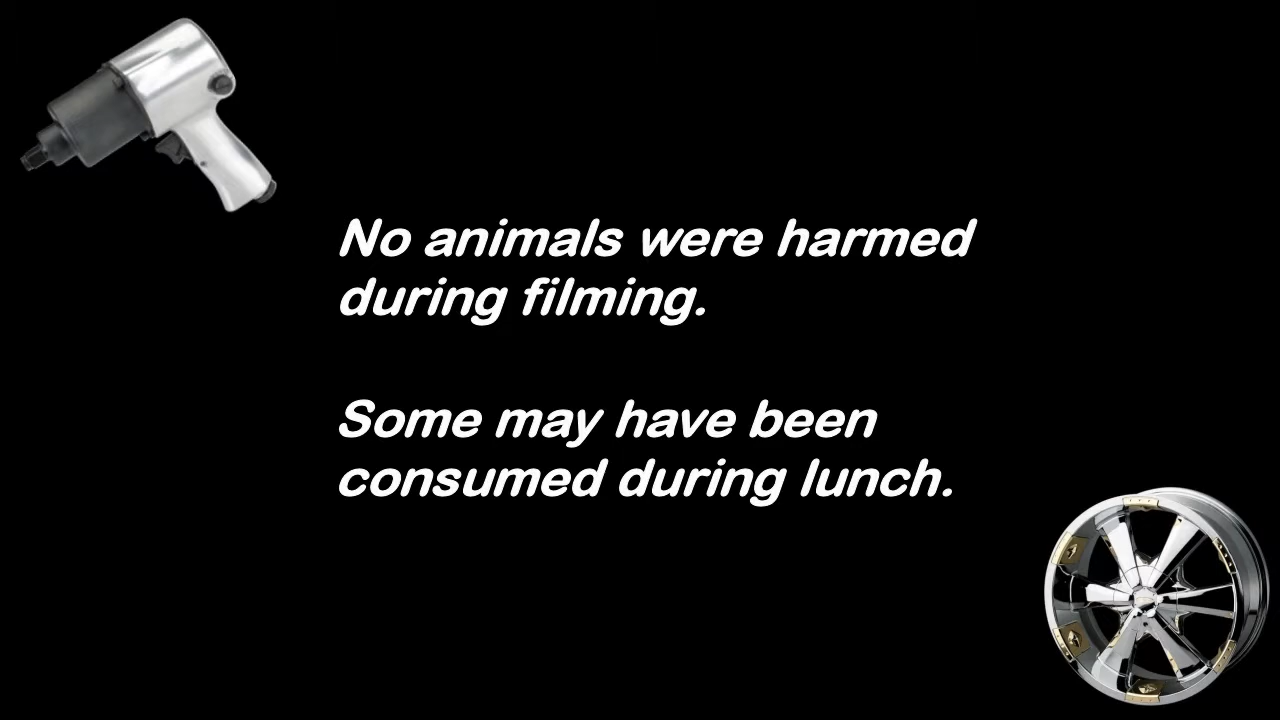 No animals were harmed
during filming.
Some may have been
consumed during lunch.